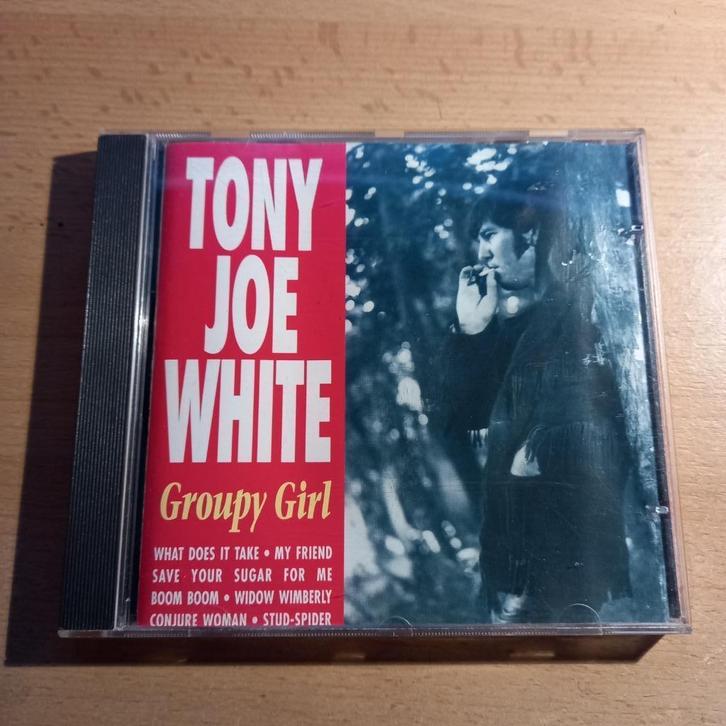 TONY
JOE
WHITE
Groupy Girl
WHAT DOES IT TAKE • MY FRIEND
SAVE YOUR SUGAR FOR ME
BOOM BOOM • WIDOW WIMBERLY
CONJURE WOMAN • STUD-SPIDER